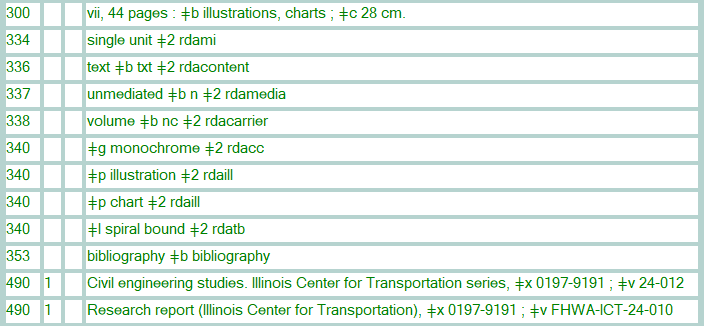 300 vii, 44 pages : ǂb illustrations, charts ; ǂc 28 cm.
334 single unit ǂ2 rdami
336 text ǂb txt ǂ2 rdacontent
337 unmediated ǂb n ǂ2 rdamedia
338 volume ǂb nc ǂ2 rdacarrier
340 ǂg monochrome ǂ2 rdacc
340 ǂp illustration ǂ2 rdaill
340 ǂp chart ǂ2 rdaill
340 ǂl spiral bound ǂ2 rdatb
353 bibliography ǂb bibliography
490 1 Civil engineering studies. Illinois Center for Transportation series, ǂx 0197-9191 ; ǂv 24-012
490 1 Research report (Illinois Center for Transportation), ǂx 0197-9191 ; ǂv FHWA-ICT-24-010